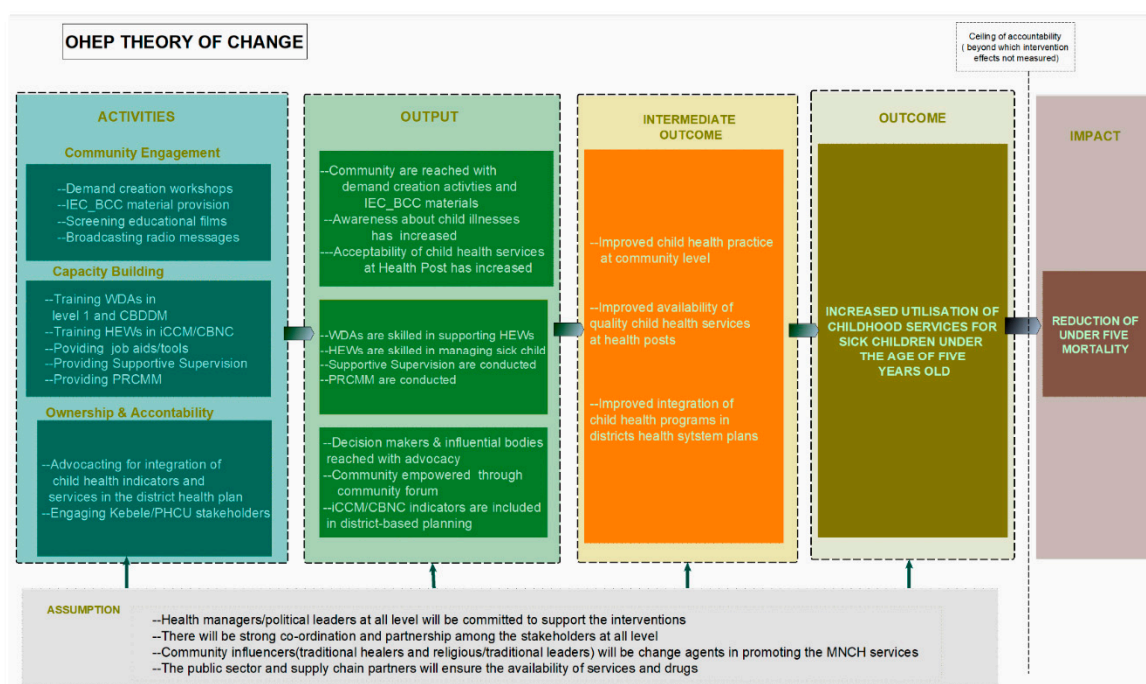 OHEP THEORY OF CHANGE
Ceiling of accountability
( beyond which intervention
effects not measured)
ACTIVITIES
Community Engagement
--Demand creation workshops
--IEC_BCC material provision
--Screening educational films
--Broadcasting radio messages
Capacity Building
--Training WDAs in
level 1 and CBDDM
--Training HEWs in iCCM/CBNC
--Poviding job aids/tools
--Providing Supportive Supervision
--Providing PRCMM
Ownership & Accontability
--Advocacting for integration of
child health indicators and
services in the district health plan
--Engaging Kebele/PHCU stakeholders
OUTPUT
--Community are reached with
demand creation activties and
IEC_BCC materials
--Awareness about child illnesses
has increased
---Acceptability of child health services
at Health Post has increased
--WDAs are skilled in supporting HEWs
--HEWs are skilled in managing sick child
--Supportive Supervision are conducted
--PRCMM are conducted
--Decision makers & influential bodies
reached with advocacy
--Community empowered through
community forum
--iCCM/CBNC indicators are included
in district-based planning
INTERMEDIATE
OUTCOME
--Improved child health practice
at community level
--Improved availability of
quality child health services
at health posts
--Improved integration of
child health programs in
districts health sytstem plans
OUTCOME
INCREASED UTILISATION OF
CHILDHOOD SERVICES FOR
SICK CHILDREN UNDER
THE AGE OF FIVE
YEARS OLD
IMPACT
REDUCTION OF
UNDER FIVE
MORTALITY
ASSUMPTION
--Health managers/political leaders at all level will be committed to support the interventions
--There will be strong co-ordination and partnership among the stakeholders at all level
--Community influencers(traditional healers and religious/traditional leaders) will be change agents in promoting the MNCH services
--The public sector and supply chain partners will ensure the availability of services and drugs